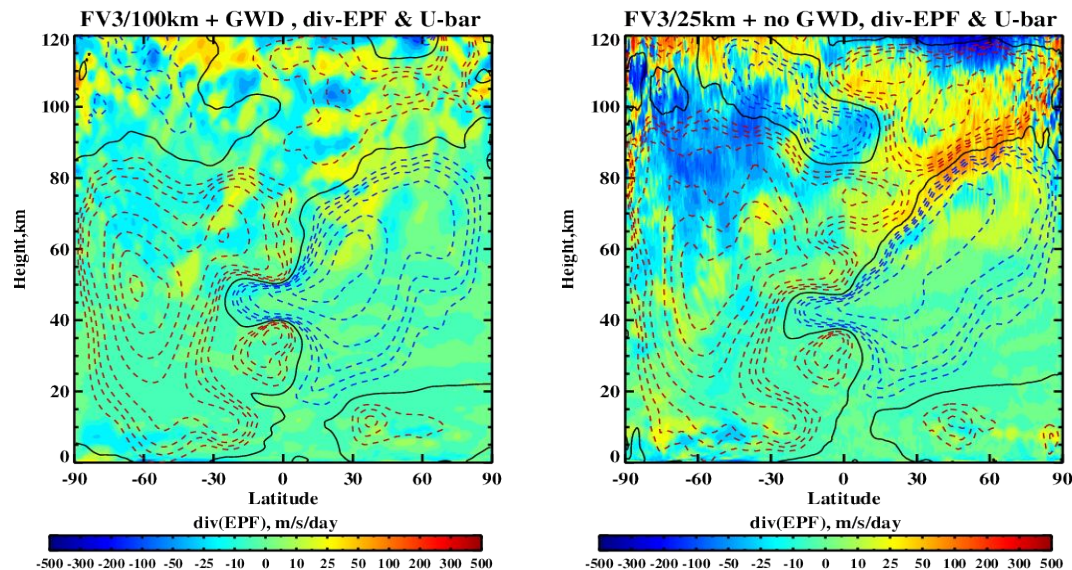 FV3/100km + GWD , div-EPF & U-bar
120
100
80
60
40
20
0
Height,km
-90 -60 -30 0 30 60 90
Latitude
div(EPF), m/s/day
-500 -300 -200 -100 -50 -25 -10 0 10 25 50 100 200 300 500
FV3/25km + no GWD, div-EPF & U-bar
120
100
80
60
40
20
0
Height,km
-90 -60 -30 0 30 60 90
Latitude
div(EPF), m/s/day
-500 -300 -200 -100 -50 -25 -10 0 10 25 50 100 200 300 500